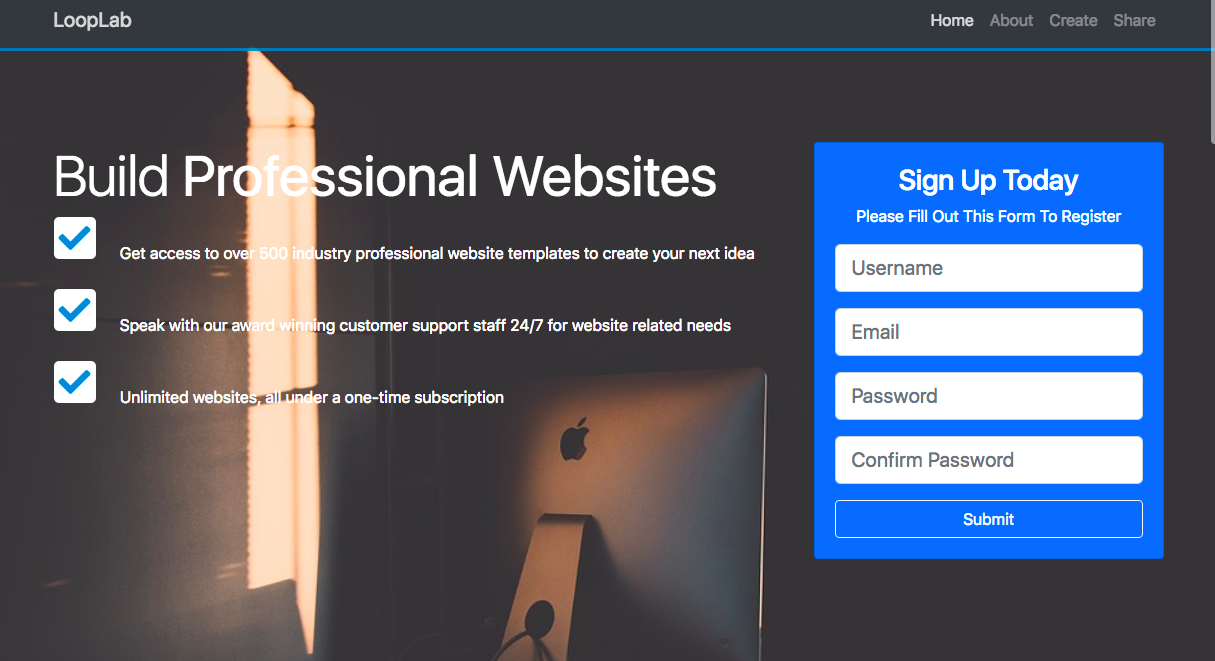 LoopLab
Home About Create Share
Build Professional Websites
Get access to over 500 industry professional website templates to create your next idea
Speak with our award winning customer support staff 24/7 for website related needs
Unlimited websites, all under a one-time subscription
Sign Up Today
Please Fill Out This Form To Register
Username
Email
Password
Confirm Password
Submit